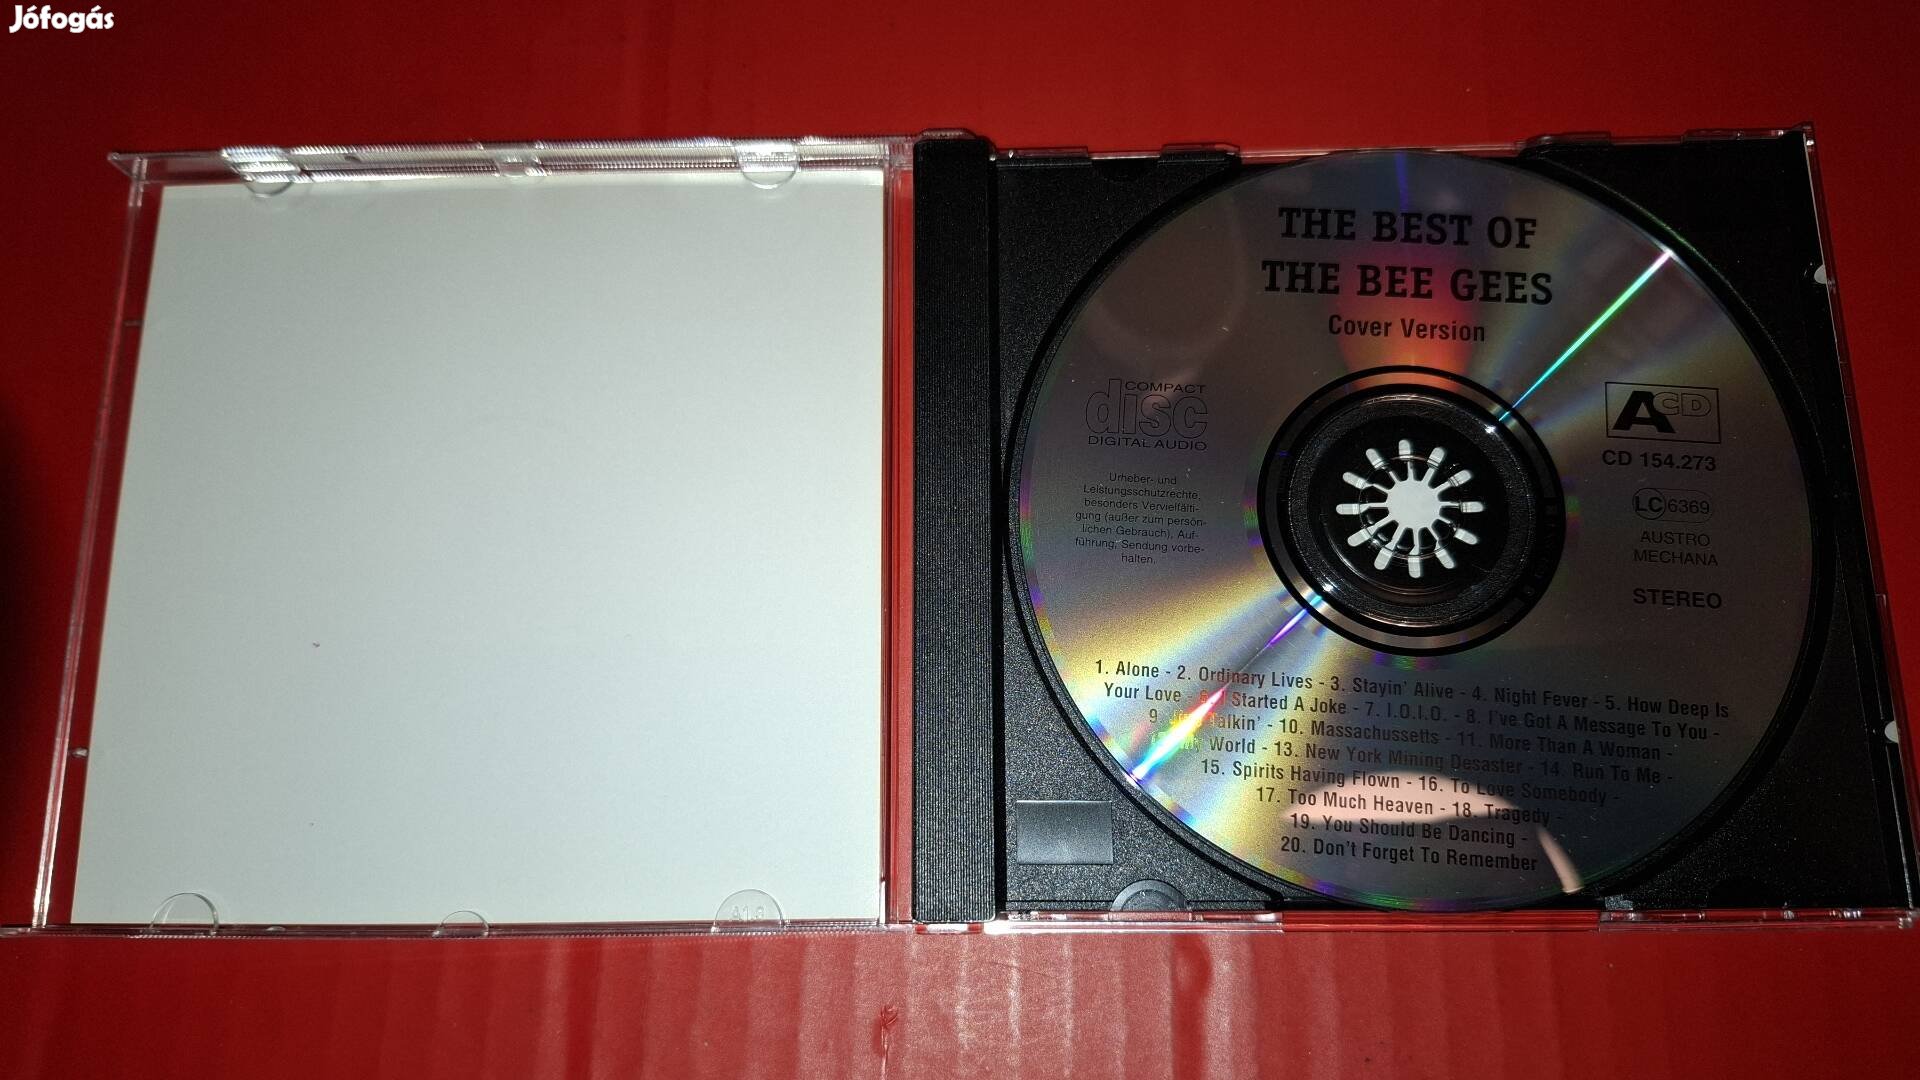 Jófogás
THE BEST OF
THE BEE GEES
Cover Version
COMPACT
disc
DIGITAL AUDIO
Urheber- und
Leistungsschutzrechte,
besonders Vervielfälti-
gung (außer zum persön-
lichen Gebrauch), Auf-
führung, Sendung vorbe-
halten.
ACD
CD 154.273
LC 6369
AUSTRO
MECHANA
STEREO
1. Alone - 2. Ordinary Lives - 3. Stayin' Alive - 4. Night Fever - 5. How Deep Is
Your Love - 6. I Started A Joke - 7. I.O.I.O. - 8. I've Got A Message To You -
9. Talkin' - 10. Massachussetts - 11. More Than A Woman -
World - 13. New York Mining Desaster - 14. Run To Me -
15. Spirits Having Flown - 16. To Love Somebody -
17. Too Much Heaven - 18. Tragedy -
19. You Should Be Dancing -
20. Don't Forget To Remember